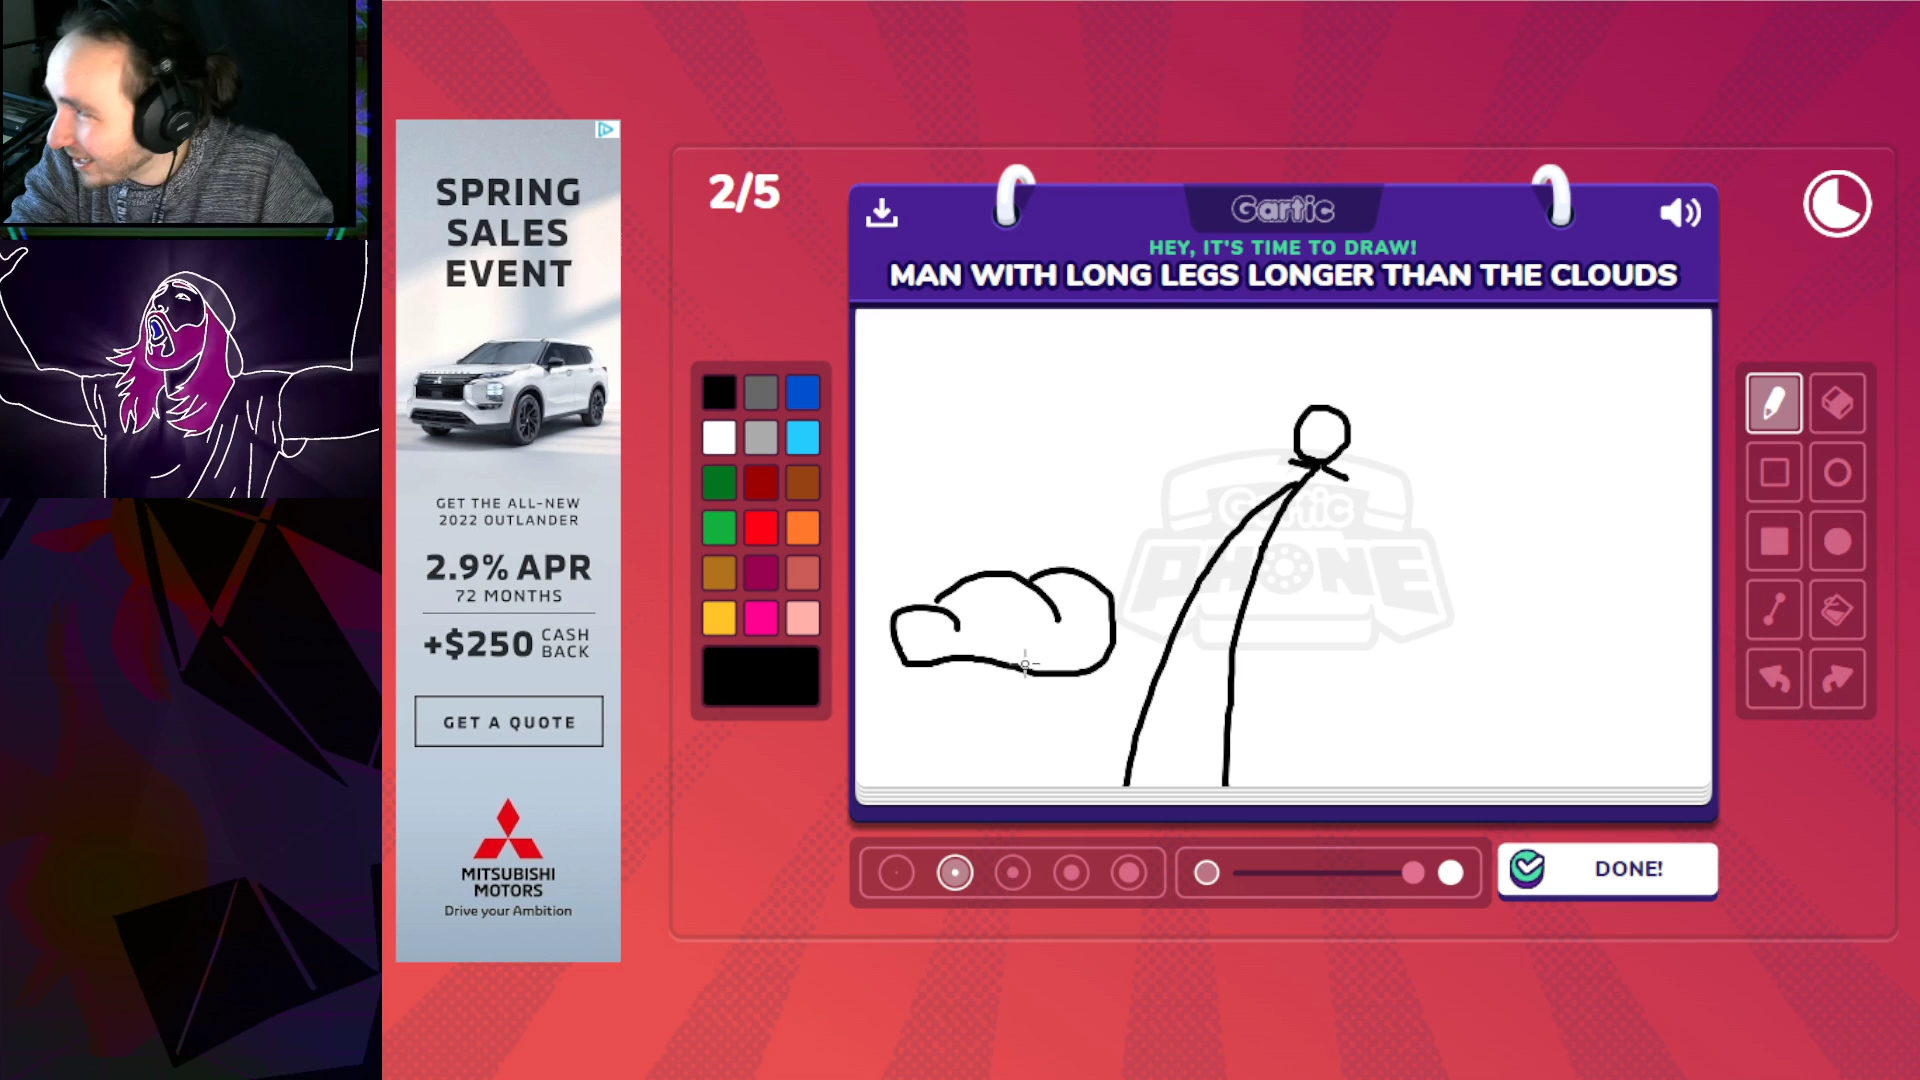 SPRING
SALES
EVENT
GET THE ALL-NEW
2022 OUTLANDER
2.9% APR
72 MONTHS
+$250 CASH BACK
GET A QUOTE
MITSUBISHI
MOTORS
Drive your Ambition
2/5
Gartic
HEY, IT'S TIME TO DRAW!
MAN WITH LONG LEGS LONGER THAN THE CLOUDS
Gartic
PHONE
DONE!